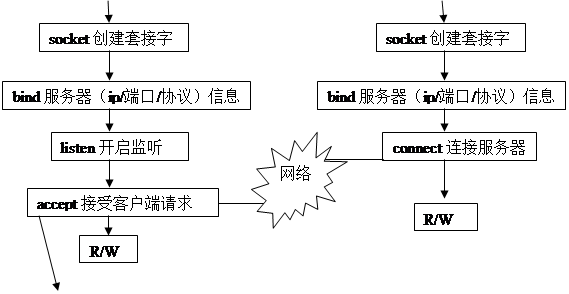 socket 创建套接字
bind 服务器（ip/端口/协议）信息
listen 开启监听
accept 接受客户端请求
R/W
网络
socket 创建套接字
bind 服务器（ip/端口/协议）信息
connect 连接服务器
R/W